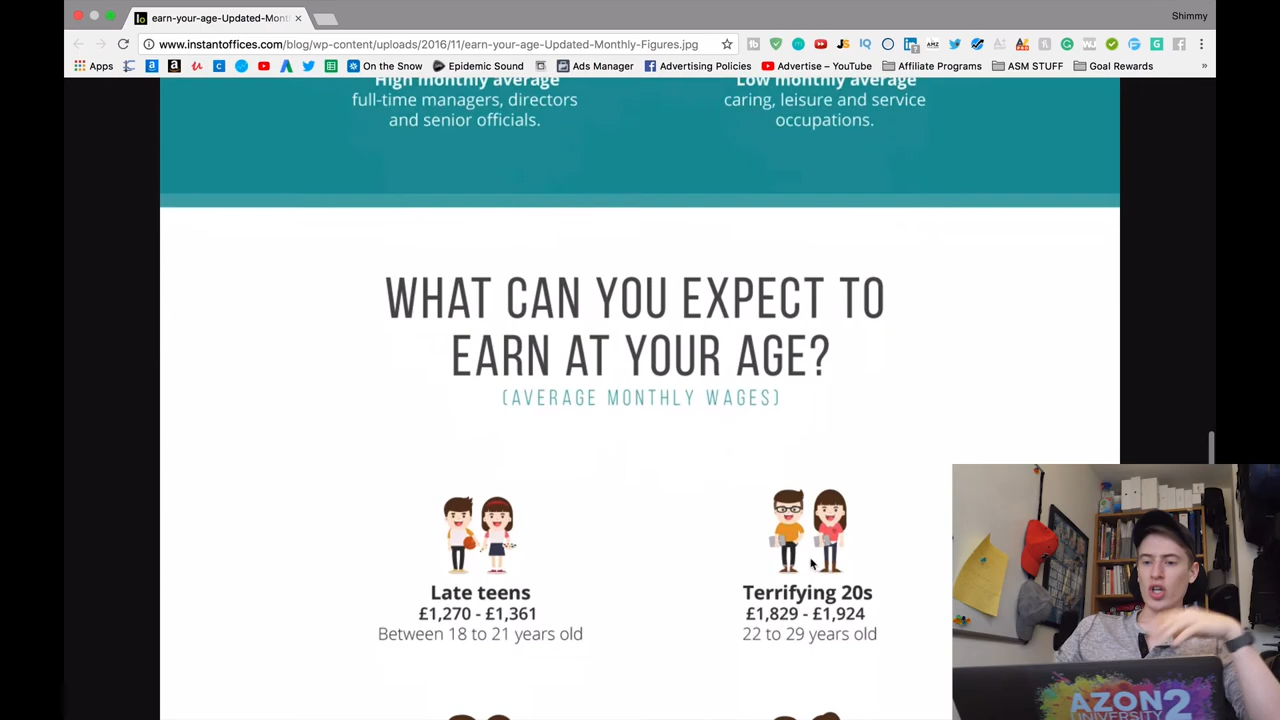 earn-your-age-Updated-Mont
Shimmy
www.instantoffices.com/blog/wp-content/uploads/2016/11/earn-your-age-Updated-Monthly-Figures.jpg
Apps
On the Snow
Epidemic Sound
Ads Manager
Advertising Policies
Advertise – YouTube
Affiliate Programs
ASM STUFF
Goal Rewards
»
High monthly average
full-time managers, directors
and senior officials.
Low monthly average
caring, leisure and service
occupations.
WHAT CAN YOU EXPECT TO
EARN AT YOUR AGE?
(AVERAGE MONTHLY WAGES)
Late teens
£1,270 - £1,361
Between 18 to 21 years old
Terrifying 20s
£1,829 - £1,924
22 to 29 years old
AZON2
UNIVERSITY